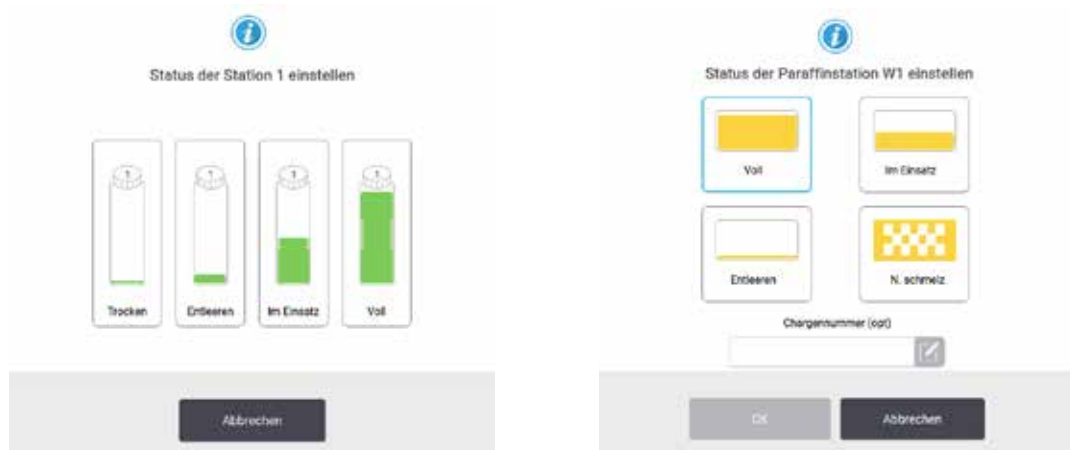 i
Status der Station 1 einstellen
1
1
1
1
Trocken
Entleeren
Im Einsatz
Voll
Abbrechen
i
Status der Paraffinstation W1 einstellen
Voll
Im Einsatz
Entleeren
N. schmelz
Chargennummer (opt)
OK
Abbrechen